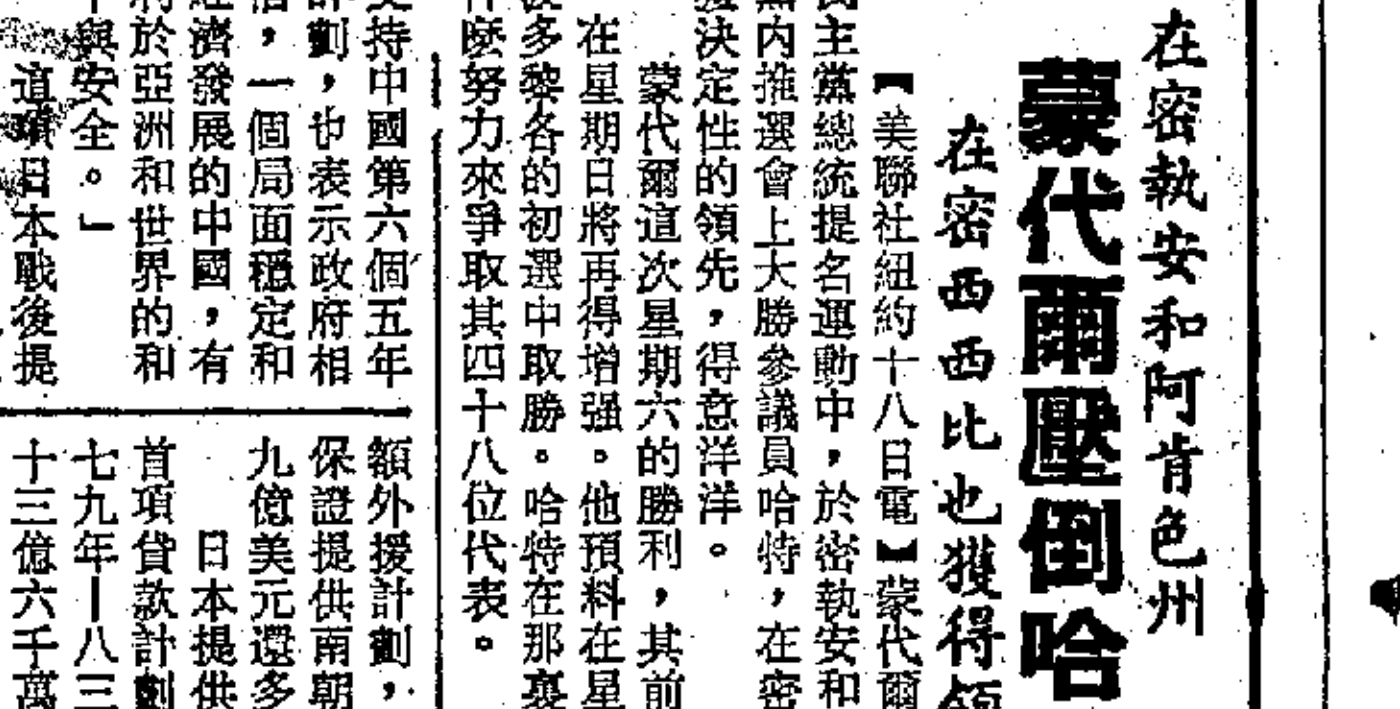 在密執安和阿肯色州
蒙代爾壓倒哈
在密西西比也獲得領
【美聯社紐約十八日電】蒙代爾
主黨總統提名運動中，於密執安和
黨內推選會上大勝參議員哈特，在密
決定性的領先，得意洋洋。
蒙代爾這次星期六的勝利，其前
在星期日將再得增强。他預料在星
多黎各的初選中取勝。哈特在那裏
麽努力來爭取其四十八位代表。
支持中國第六個五年
計劃，也表示政府相
信，一個局面穩定和
經濟發展的中國，有
將於亞洲和世界的和
平與安全。」
這項日本戰後提
額外援計劃，
保證提供南朝
九億美元還多
日本提供
首項貸款計劃
七九年—八三
十三億六千萬